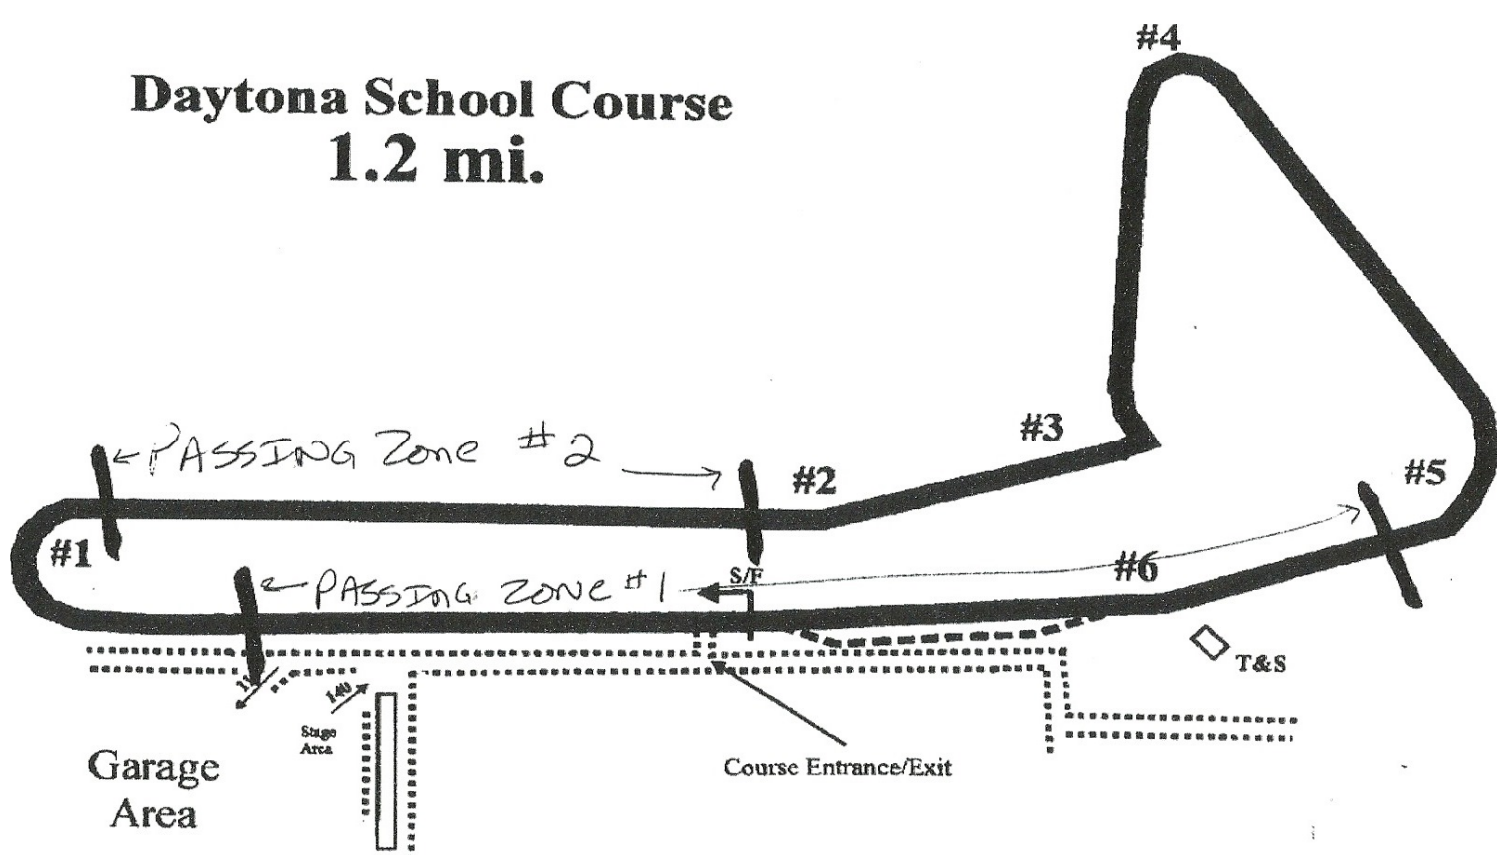 #4
Daytona School Course
1.2 mi.
#3
PASSING ZONE #2
#2
#5
#1
S/F
#6
PASSING ZONE #1
T&S
140
Stage
Area
Course Entrance/Exit
Garage
Area